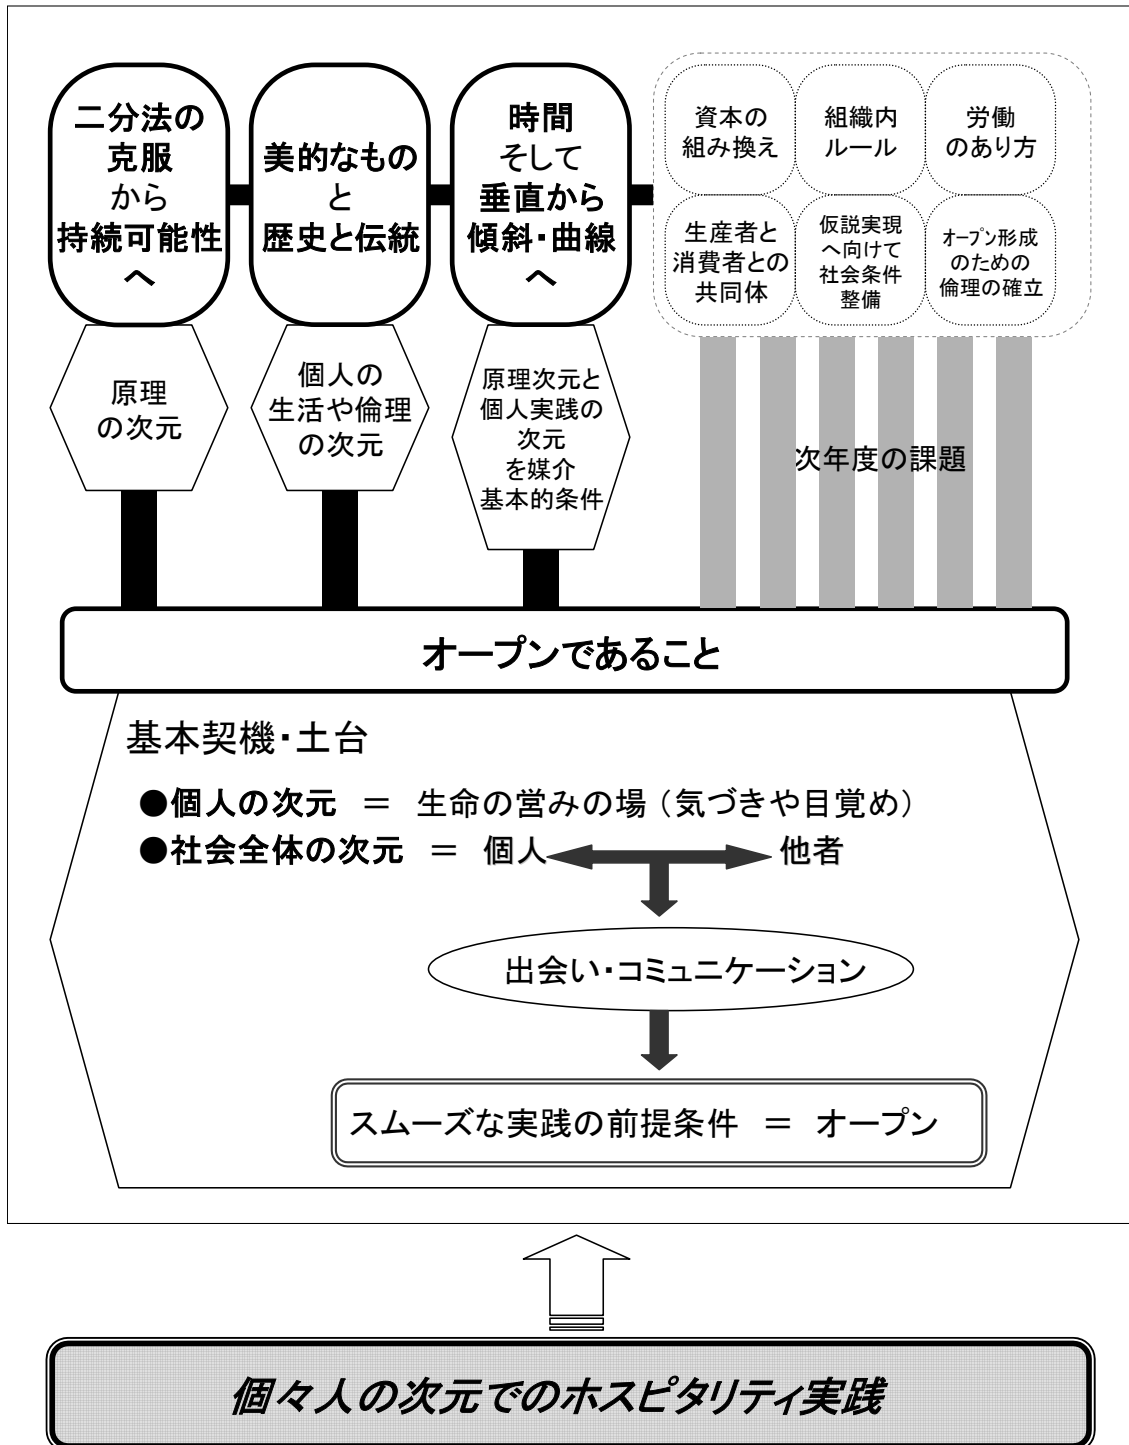 二分法の
克服
から
持続可能性
へ
美的なもの
と
歴史と伝統
時間
そして
垂直から
傾斜・曲線
へ
資本の
組み換え
組織内
ルール
労働
のあり方
生産者と
消費者との
共同体
仮説実現
へ向けて
社会条件
整備
オープン形成
のための
倫理の確立
原理
の次元
個人の
生活や倫理
の次元
原理次元と
個人実践の
次元
を媒介
基本的条件
次年度の課題
オープンであること
基本契機・土台
●個人の次元 ＝ 生命の営みの場（気づきや目覚め）
●社会全体の次元 ＝ 個人 他者
出会い・コミュニケーション
スムーズな実践の前提条件 ＝ オープン
個々人の次元でのホスピタリティ実践